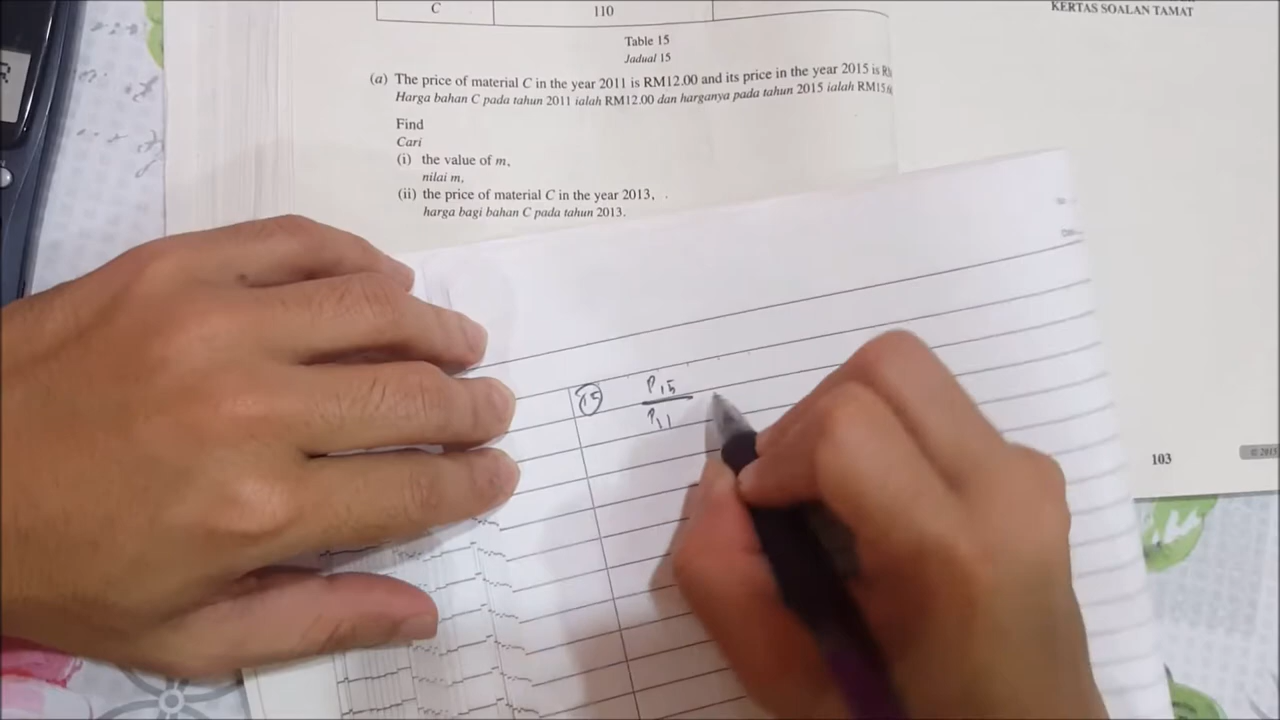 C 110
KERTAS SOALAN TAMAT
Table 15
Jadual 15
(a) The price of material C in the year 2011 is RM12.00 and its price in the year 2015 is
Harga bahan C pada tahun 2011 ialah RM12.00 dan harganya pada tahun 2015 ialah RM15.
Find
Cari
(i) the value of m,
nilai m,
(ii) the price of material C in the year 2013,
harga bagi bahan C pada tahun 2013.
15 P15
P11
103
© 2015